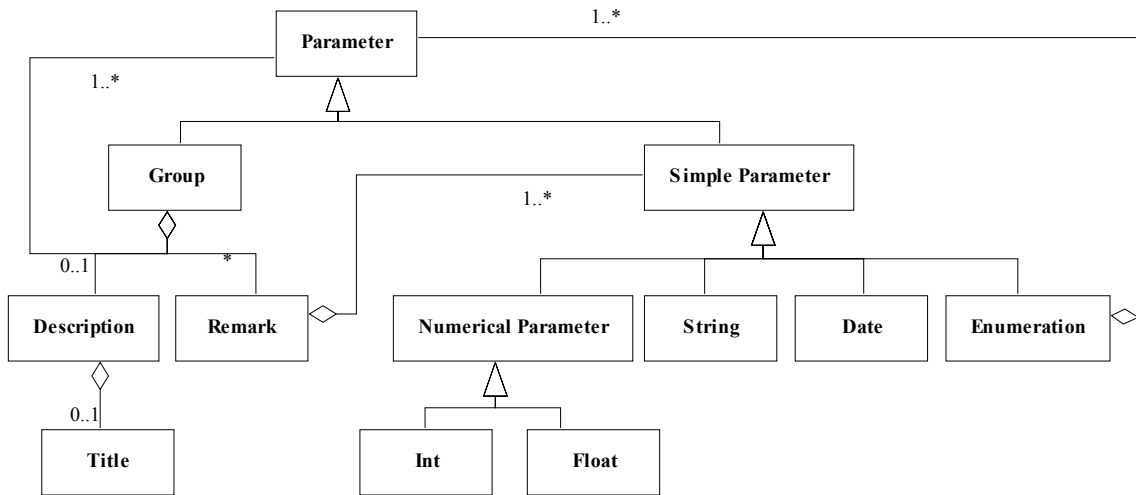 1..*
Parameter
1..*
Group
Simple Parameter
1..*
0..1
*
Description
Remark
Numerical Parameter
String
Date
Enumeration
0..1
Title
Int
Float